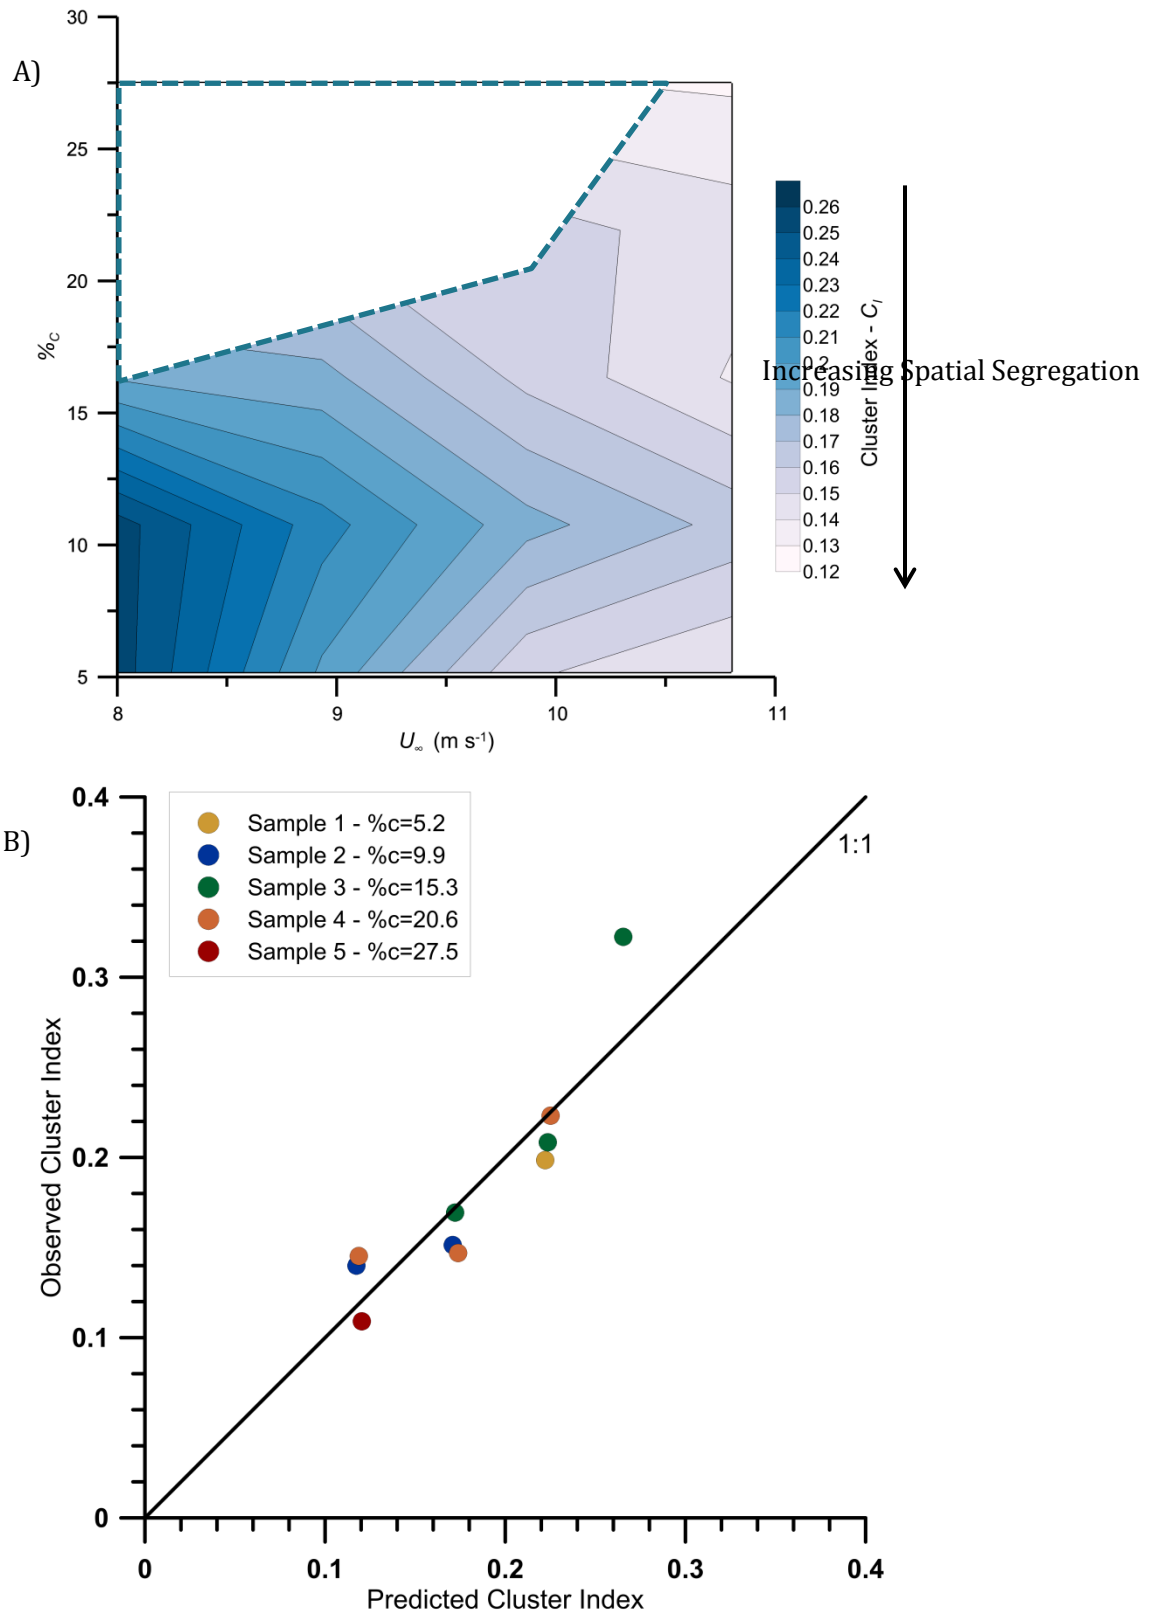 A)
30
25
20
15
10
5
%C
8
9
10
11
U∞ (m s-1)
0.26
0.25
0.24
0.23
0.22
0.21
0.2
0.19
0.18
0.17
0.16
0.15
0.14
0.13
0.12
Cluster Index - CI
Increasing Spatial Segregation
B)
0.4
0.3
0.2
0.1
0
Observed Cluster Index
Sample 1 - %c=5.2
Sample 2 - %c=9.9
Sample 3 - %c=15.3
Sample 4 - %c=20.6
Sample 5 - %c=27.5
1:1
0
0.1
0.2
0.3
0.4
Predicted Cluster Index